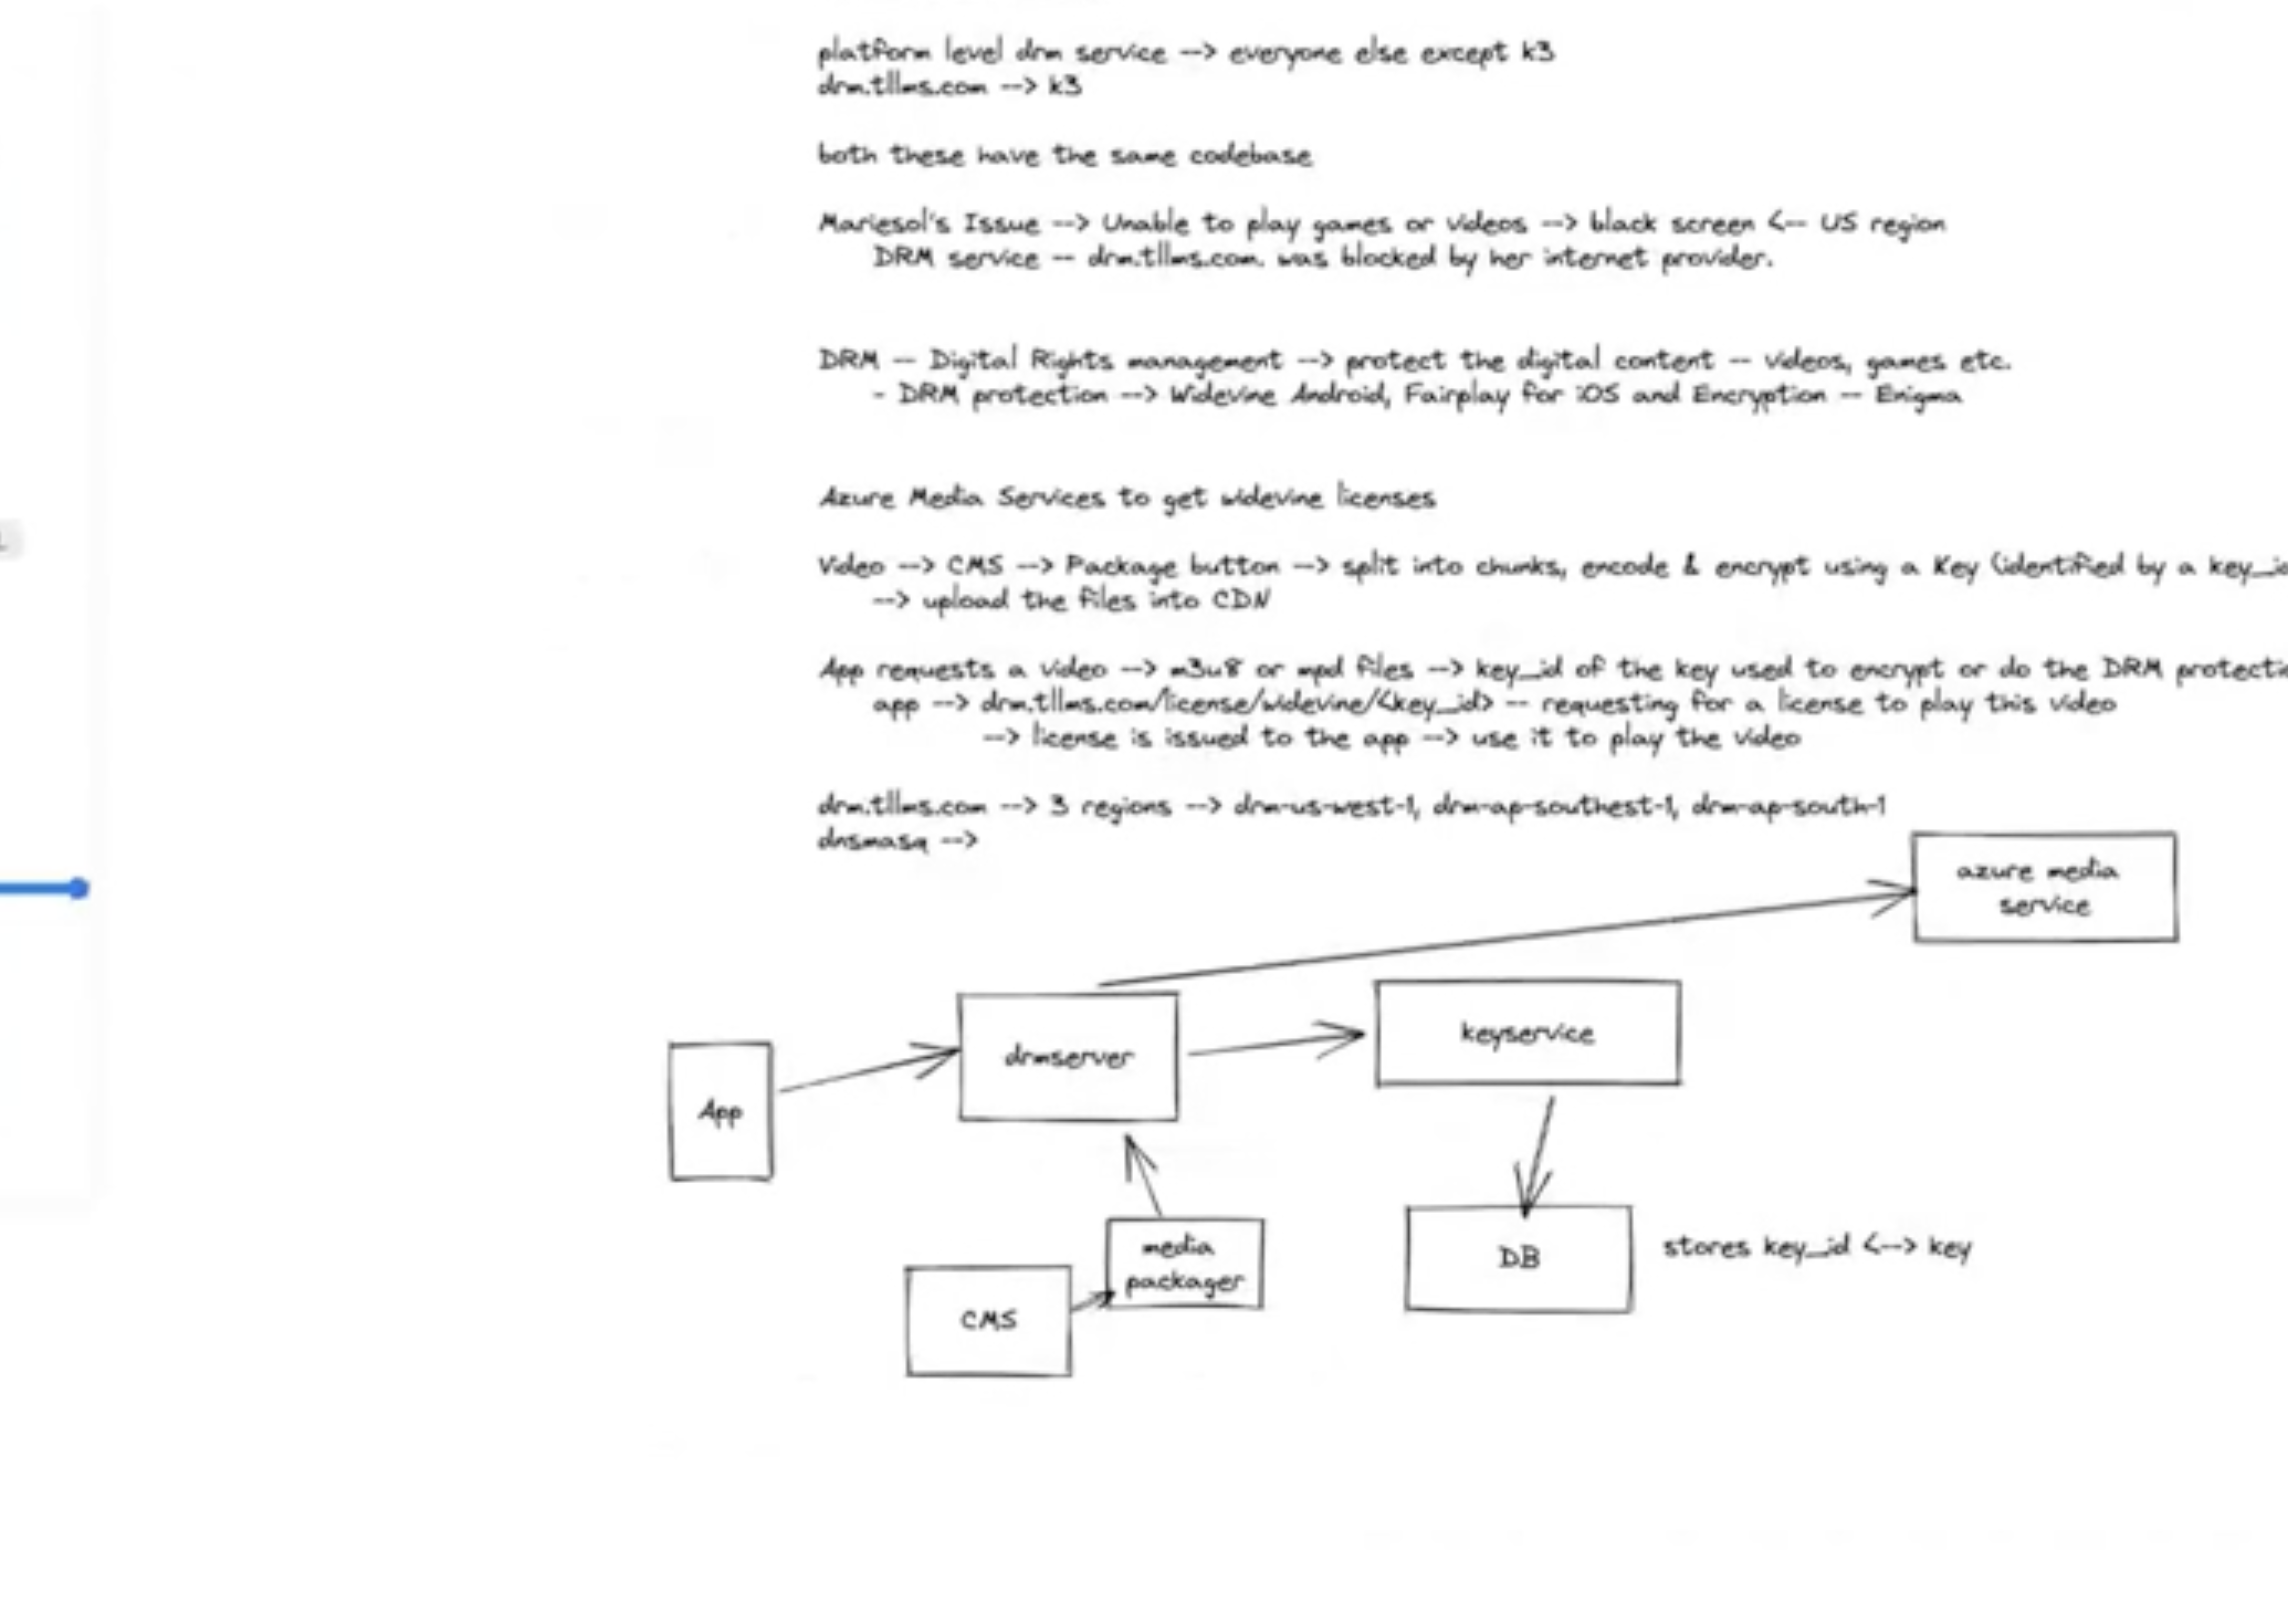 platform level drm service --> everyone else except k3
drm.tllms.com --> k3
both these have the same codebase
Mariesol's Issue --> Unable to play games or videos --> black screen <-- US region
DRM service -- drm.tllms.com. was blocked by her internet provider.
DRM -- Digital Rights management --> protect the digital content -- videos, games etc.
- DRM protection --> Widevine Android, Fairplay for iOS and Encryption -- Enigma
Azure Media Services to get widevine licenses
Video --> CMS --> Package button --> split into chunks, encode & encrypt using a Key (identified by a
--> upload the files into CDN
App requests a video --> m3u8 or mpd files --> key_id of the key used to encrypt or do the DRM
app --> drm.tllms.com/license/widevine/<key_id> -- requesting for a license to play this video
--> license is issued to the app --> use it to play the video
drm.tllms.com --> 3 regions --> drm-us-west-1, drm-ap-southest-1, drm-ap-south-1
dnsmasq -->
azure media
service
keyservice
drmserver
App
media
packager
stores key_id <--> key
DB
CMS